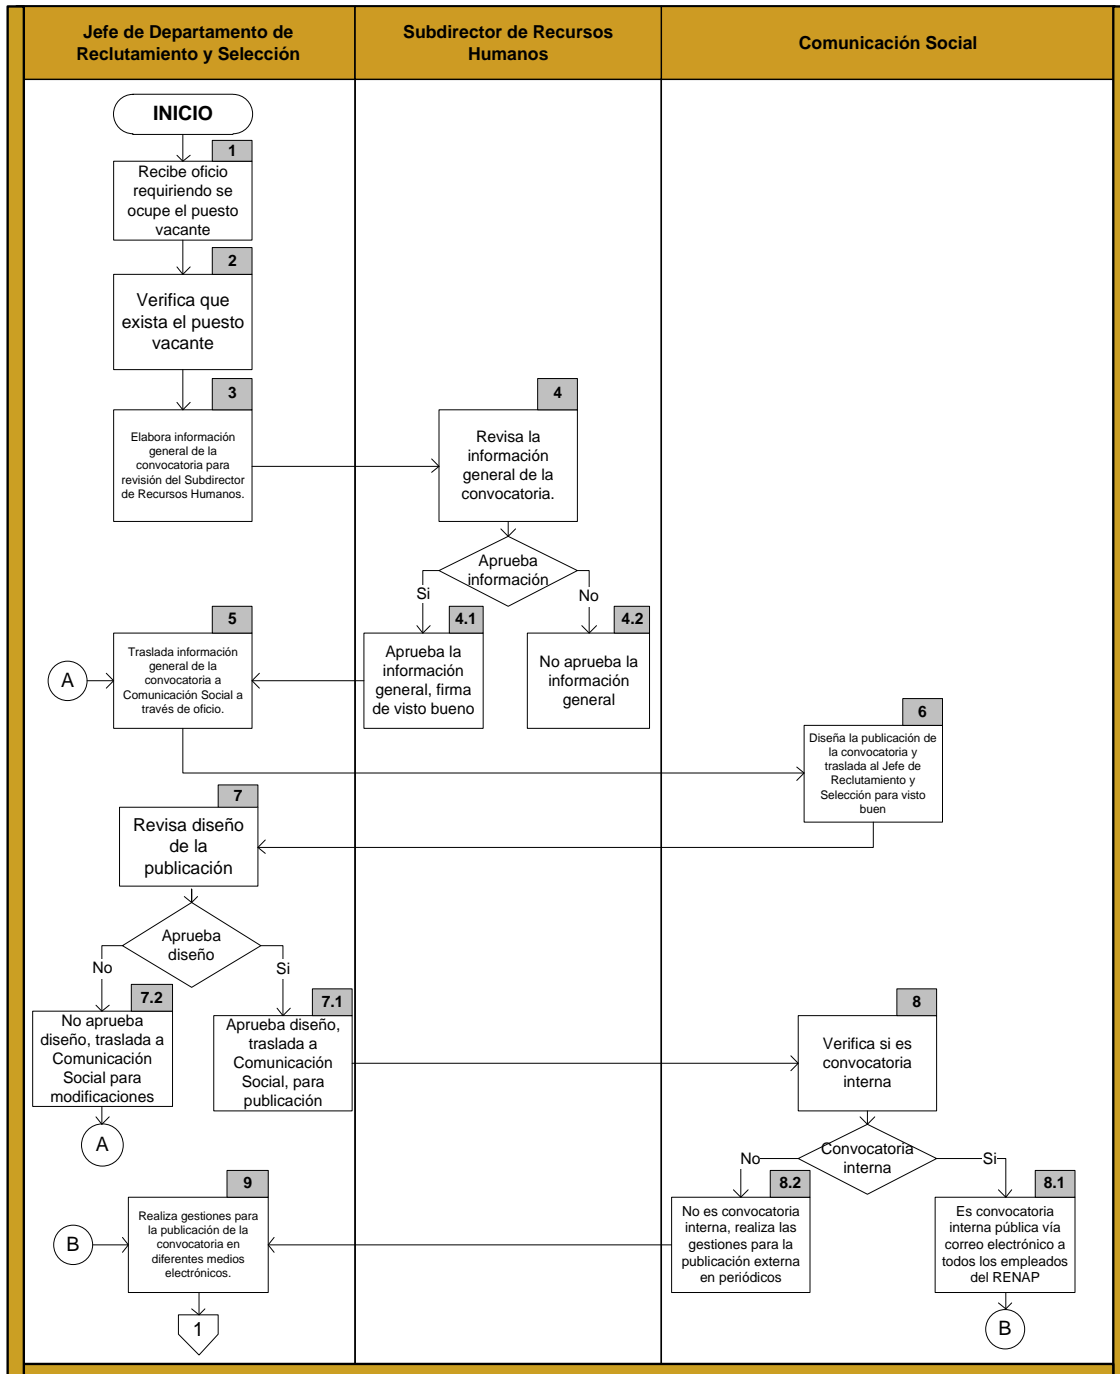 Jefe de Departamento de
Reclutamiento y Selección
Subdirector de Recursos
Humanos
Comunicación Social
INICIO
1
Recibe oficio
requiriendo se
ocupe el puesto
vacante
2
Verifica que
exista el puesto
vacante
3
Elabora información
general de la
convocatoria para
revisión del Subdirector
de Recursos Humanos.
4
Revisa la
información
general de la
convocatoria.
Aprueba
información
Si
No
4.1
Aprueba la
información
general, firma
de visto bueno
4.2
No aprueba la
información
general
5
Traslada información
general de la
convocatoria a
Comunicación Social a
través de oficio.
A
6
Diseña la publicación de
la convocatoria y
traslada al Jefe de
Reclutamiento y
Selección para visto
buen
7
Revisa diseño
de la
publicación
Aprueba
diseño
No
Si
7.2
No aprueba
diseño, traslada a
Comunicación
Social para
modificaciones
A
7.1
Aprueba diseño,
traslada a
Comunicación
Social, para
publicación
8
Verifica si es
convocatoria
interna
Convocatoria
interna
No
Si
8.2
No es convocatoria
interna, realiza las
gestiones para la
publicación externa
en periódicos
8.1
Es convocatoria
interna pública vía
correo electrónico a
todos los empleados
del RENAP
B
9
Realiza gestiones para
la publicación de la
convocatoria en
diferentes medios
electrónicos.
B
1